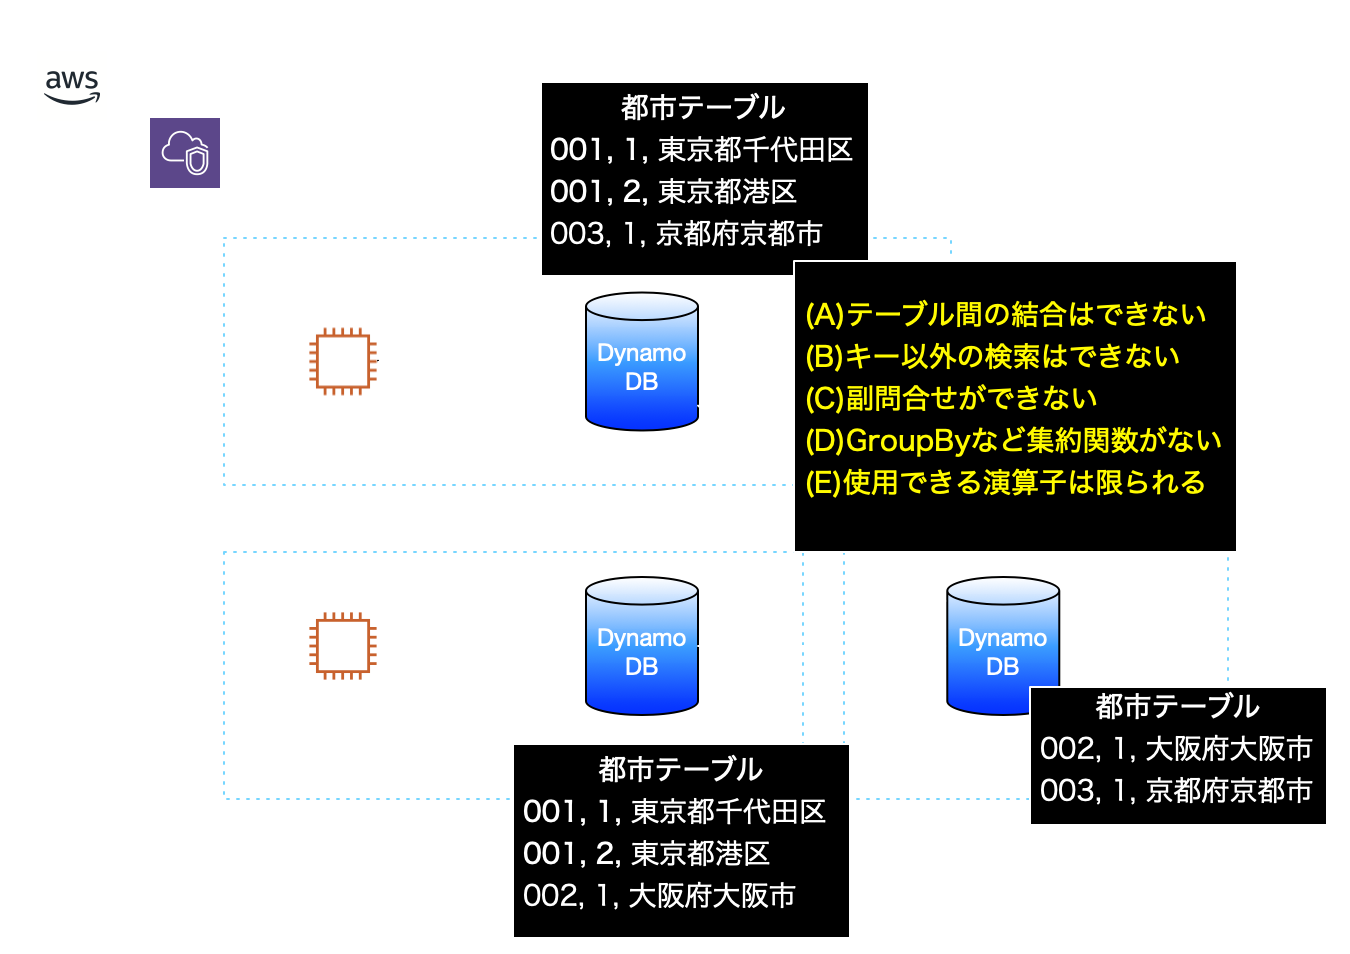 aws
都市テーブル
001, 1, 東京都千代田区
001, 2, 東京都港区
003, 1, 京都府京都市
(A)テーブル間の結合はできない
(B)キー以外の検索はできない
(C)副問合せができない
(D)GroupByなど集約関数がない
(E)使用できる演算子は限られる
Dynamo
DB
Dynamo
DB
Dynamo
DB
都市テーブル
002, 1, 大阪府大阪市
003, 1, 京都府京都市
都市テーブル
001, 1, 東京都千代田区
001, 2, 東京都港区
002, 1, 大阪府大阪市